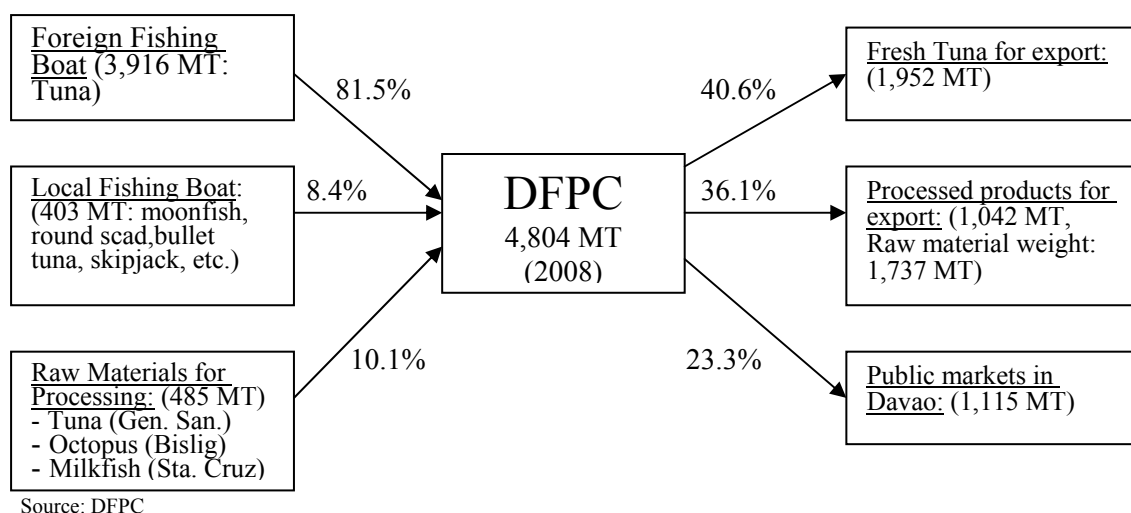 Foreign Fishing
Boat (3,916 MT:
Tuna)
81.5%
Local Fishing Boat:
(403 MT: moonfish,
round scad,bullet
tuna, skipjack, etc.)
8.4%
Raw Materials for
Processing: (485 MT)
- Tuna (Gen. San.)
- Octopus (Bislig)
- Milkfish (Sta. Cruz)
10.1%
DFPC
4,804 MT
(2008)
40.6%
Fresh Tuna for export:
(1,952 MT)
36.1%
Processed products for
export: (1,042 MT,
Raw material weight:
1,737 MT)
23.3%
Public markets in
Davao: (1,115 MT)
Source: DFPC